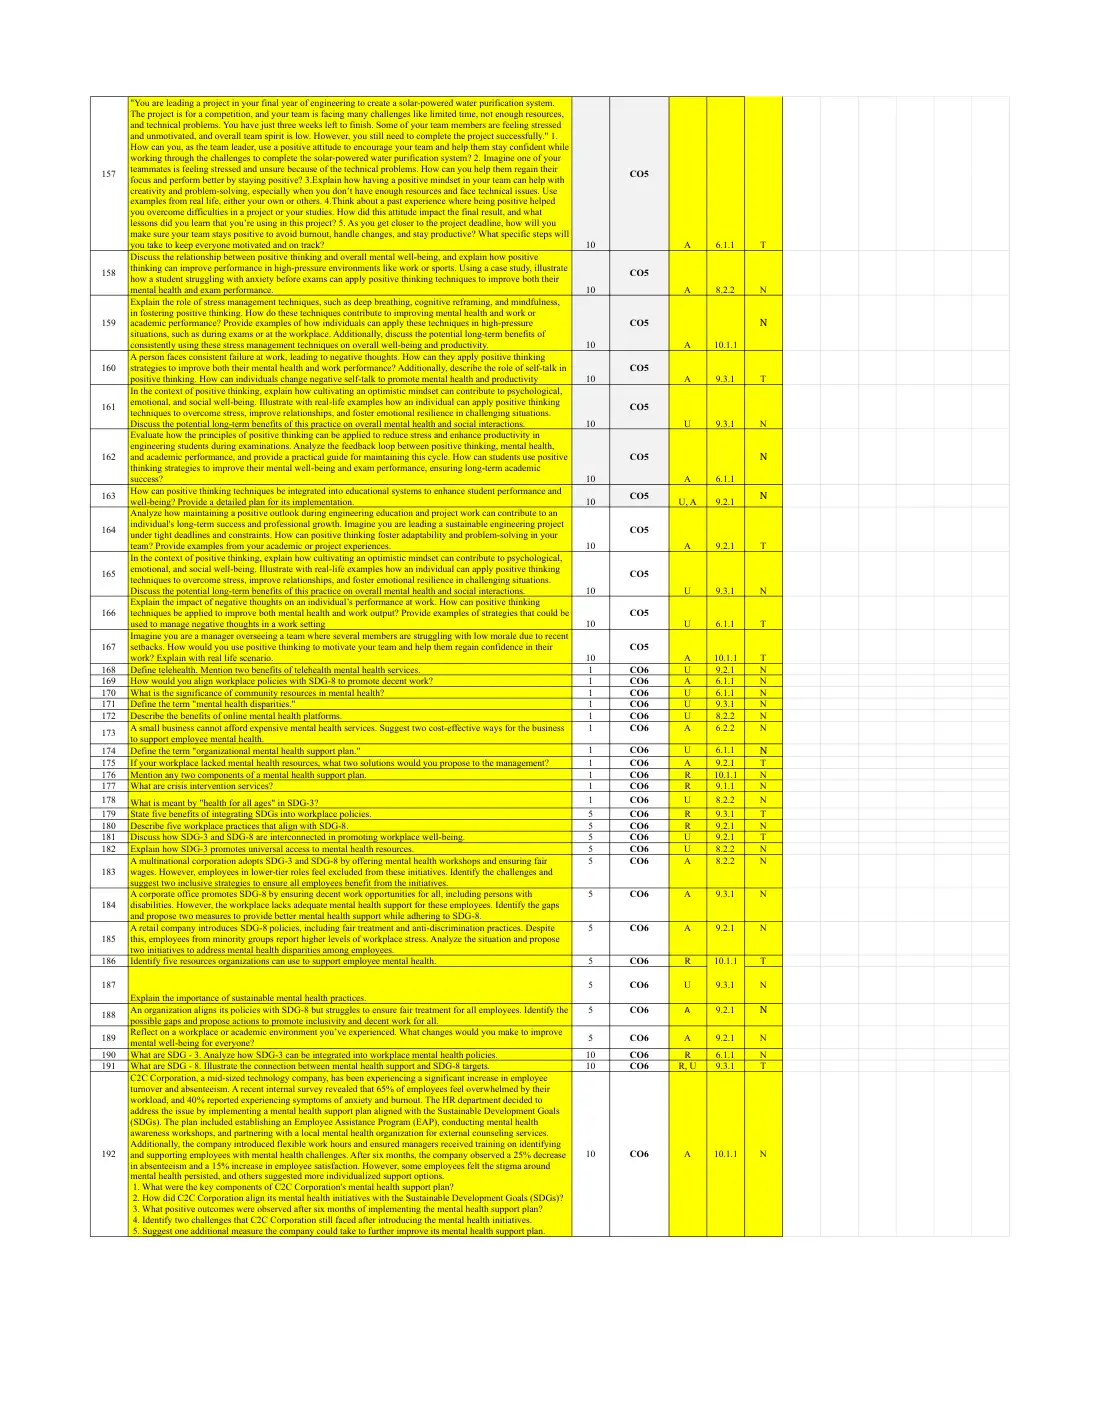 "You are leading a project in your final year of engineering to create a solar-powered water purification system.
The project is for a competition, and your team is facing many challenges like limited time, not enough resources,
and technical problems. You have just three weeks left to finish. Some of your team members are feeling stressed
and unmotivated, and overall team spirit is low. However, you still need to complete the project successfully." 1.
How can you, as the team leader, use a positive attitude to encourage your team and help them stay confident while
working through the challenges to complete the solar-powered water purification system? 2. Imagine one of your
teammates is feeling stressed and unsure because of the technical problems. How can you help them regain their
157 focus and perform better by staying positive? 3.Explain how having a positive mindset in your team can help with CO5
creativity and problem-solving, especially when you don't have enough resources and face technical issues. Use
examples from real life, either your own or others. 4.Think about a past experience where being positive helped
you overcome difficulties in a project or your studies. How did this attitude impact the final result, and what
lessons did you learn that you're using in this project? 5. As you get closer to the project deadline, how will you
make sure your team stays positive to avoid burnout, handle changes, and stay productive? What specific steps will
you take to keep everyone motivated and on track? 10 A 6.1.1 T
Discuss the relationship between positive thinking and overall mental well-being, and explain how positive
158 thinking can improve performance in high-pressure environments like work or sports. Using a case study, illustrate CO5
how a student struggling with anxiety before exams can apply positive thinking techniques to improve both their
mental health and exam performance. 10 A 8.2.2 N
Explain the role of stress management techniques, such as deep breathing, cognitive reframing, and mindfulness,
in fostering positive thinking. How do these techniques contribute to improving mental health and work or
159 academic performance? Provide examples of how individuals can apply these techniques in high-pressure CO5 N
situations, such as during exams or at the workplace. Additionally, discuss the potential long-term benefits of
consistently using these stress management techniques on overall well-being and productivity. 10 A 10.1.1
A person faces consistent failure at work, leading to negative thoughts. How can they apply positive thinking
160 strategies to improve both their mental health and work performance? Additionally, describe the role of self-talk in CO5
positive thinking. How can individuals change negative self-talk to promote mental health and productivity 10 A 9.3.1 T
In the context of positive thinking, explain how cultivating an optimistic mindset can contribute to psychological,
161 emotional, and social well-being. Illustrate with real-life examples how an individual can apply positive thinking CO5
techniques to overcome stress, improve relationships, and foster emotional resilience in challenging situations.
Discuss the potential long-term benefits of this practice on overall mental health and social interactions. 10 U 9.3.1 N
Evaluate how the principles of positive thinking can be applied to reduce stress and enhance productivity in
engineering students during examinations. Analyze the feedback loop between positive thinking, mental health,
162 and academic performance, and provide a practical guide for maintaining this cycle. How can students use positive CO5 N
thinking strategies to improve their mental well-being and exam performance, ensuring long-term academic
success? 10 A 6.1.1
163 How can positive thinking techniques be integrated into educational systems to enhance student performance and CO5 N
well-being? Provide a detailed plan for its implementation. 10 U, A 9.2.1
Analyze how maintaining a positive outlook during engineering education and project work can contribute to an
164 individual's long-term success and professional growth. Imagine you are leading a sustainable engineering project CO5
under tight deadlines and constraints. How can positive thinking foster adaptability and problem-solving in your
team? Provide examples from your academic or project experiences. 10 A 9.2.1 T
In the context of positive thinking, explain how cultivating an optimistic mindset can contribute to psychological,
165 emotional, and social well-being. Illustrate with real-life examples how an individual can apply positive thinking CO5
techniques to overcome stress, improve relationships, and foster emotional resilience in challenging situations.
Discuss the potential long-term benefits of this practice on overall mental health and social interactions. 10 U 9.3.1 N
Explain the impact of negative thoughts on an individual's performance at work. How can positive thinking
166 techniques be applied to improve both mental health and work output? Provide examples of strategies that could be CO5
used to manage negative thoughts in a work setting 10 U 6.1.1 T
Imagine you are a manager overseeing a team where several members are struggling with low morale due to recent
167 setbacks. How would you use positive thinking to motivate your team and help them regain confidence in their CO5
work? Explain with real life scenario. 10 A 10.1.1 T
168 Define telehealth. Mention two benefits of telehealth mental health services. 1 CO6 U 9.2.1 N
169 How would you align workplace policies with SDG-8 to promote decent work? 1 CO6 A 6.1.1 N
170 What is the significance of community resources in mental health? 1 CO6 U 6.1.1 N
171 Define the term "mental health disparities." 1 CO6 U 9.3.1 N
172 Describe the benefits of online mental health platforms. 1 CO6 U 8.2.2 N
173 A small business cannot afford expensive mental health services. Suggest two cost-effective ways for the business 1 CO6 A 6.2.2 N
to support employee mental health.
174 Define the term "organizational mental health support plan." 1 CO6 U 6.1.1 N
175 If your workplace lacked mental health resources, what two solutions would you propose to the management? 1 CO6 A 9.2.1 T
176 Mention any two components of a mental health support plan. 1 CO6 R 10.1.1 N
177 What are crisis intervention services? 1 CO6 R 9.1.1 N
178 What is meant by "health for all ages" in SDG-3? 1 CO6 U 8.2.2 N
179 State five benefits of integrating SDGs into workplace policies. 5 CO6 R 9.3.1 T
180 Describe five workplace practices that align with SDG-8. 5 CO6 R 9.2.1 N
181 Discuss how SDG-3 and SDG-8 are interconnected in promoting workplace well-being. 5 CO6 U 9.2.1 T
182 Explain how SDG-3 promotes universal access to mental health resources. 5 CO6 U 8.2.2 N
A multinational corporation adopts SDG-3 and SDG-8 by offering mental health workshops and ensuring fair 5 CO6 A 8.2.2 N
183 wages. However, employees in lower-tier roles feel excluded from these initiatives. Identify the challenges and
suggest two inclusive strategies to ensure all employees benefit from the initiatives.
A corporate office promotes SDG-8 by ensuring decent work opportunities for all, including persons with 5 CO6 A 9.3.1 N
184 disabilities. However, the workplace lacks adequate mental health support for these employees. Identify the gaps
and propose two measures to provide better mental health support while adhering to SDG-8.
A retail company introduces SDG-8 policies, including fair treatment and anti-discrimination practices. Despite 5 CO6 A 9.2.1 N
185 this, employees from minority groups report higher levels of workplace stress. Analyze the situation and propose
two initiatives to address mental health disparities among employees.
186 Identify five resources organizations can use to support employee mental health. 5 CO6 R 10.1.1 T
187 Explain the importance of sustainable mental health practices. 5 CO6 U 9.3.1 N
188 An organization aligns its policies with SDG-8 but struggles to ensure fair treatment for all employees. Identify the 5 CO6 A 9.2.1 N
possible gaps and propose actions to promote inclusivity and decent work for all.
189 Reflect on a workplace or academic environment you've experienced. What changes would you make to improve 5 CO6 A 9.2.1 N
mental well-being for everyone?
190 What are SDG - 3. Analyze how SDG-3 can be integrated into workplace mental health policies. 10 CO6 R 6.1.1 N
191 What are SDG - 8. Illustrate the connection between mental health support and SDG-8 targets. 10 CO6 R, U 9.3.1 T
C2C Corporation, a mid-sized technology company, has been experiencing a significant increase in employee
turnover and absenteeism. A recent internal survey revealed that 65% of employees feel overwhelmed by their
workload, and 40% reported experiencing symptoms of anxiety and burnout. The HR department decided to
address the issue by implementing a mental health support plan aligned with the Sustainable Development Goals
(SDGs). The plan included establishing an Employee Assistance Program (EAP), conducting mental health
awareness workshops, and partnering with a local mental health organization for external counseling services.
Additionally, the company introduced flexible work hours and ensured managers received training on identifying
192 and supporting employees with mental health challenges. After six months, the company observed a 25% decrease 10 CO6 A 10.1.1 N
in absenteeism and a 15% increase in employee satisfaction. However, some employees felt the stigma around
mental health persisted, and others suggested more individualized support options.
1. What were the key components of C2C Corporation's mental health support plan?
2. How did C2C Corporation align its mental health initiatives with the Sustainable Development Goals (SDGs)?
3. What positive outcomes were observed after six months of implementing the mental health support plan?
4. Identify two challenges that C2C Corporation still faced after introducing the mental health initiatives.
5. Suggest one additional measure the company could take to further improve its mental health support plan.